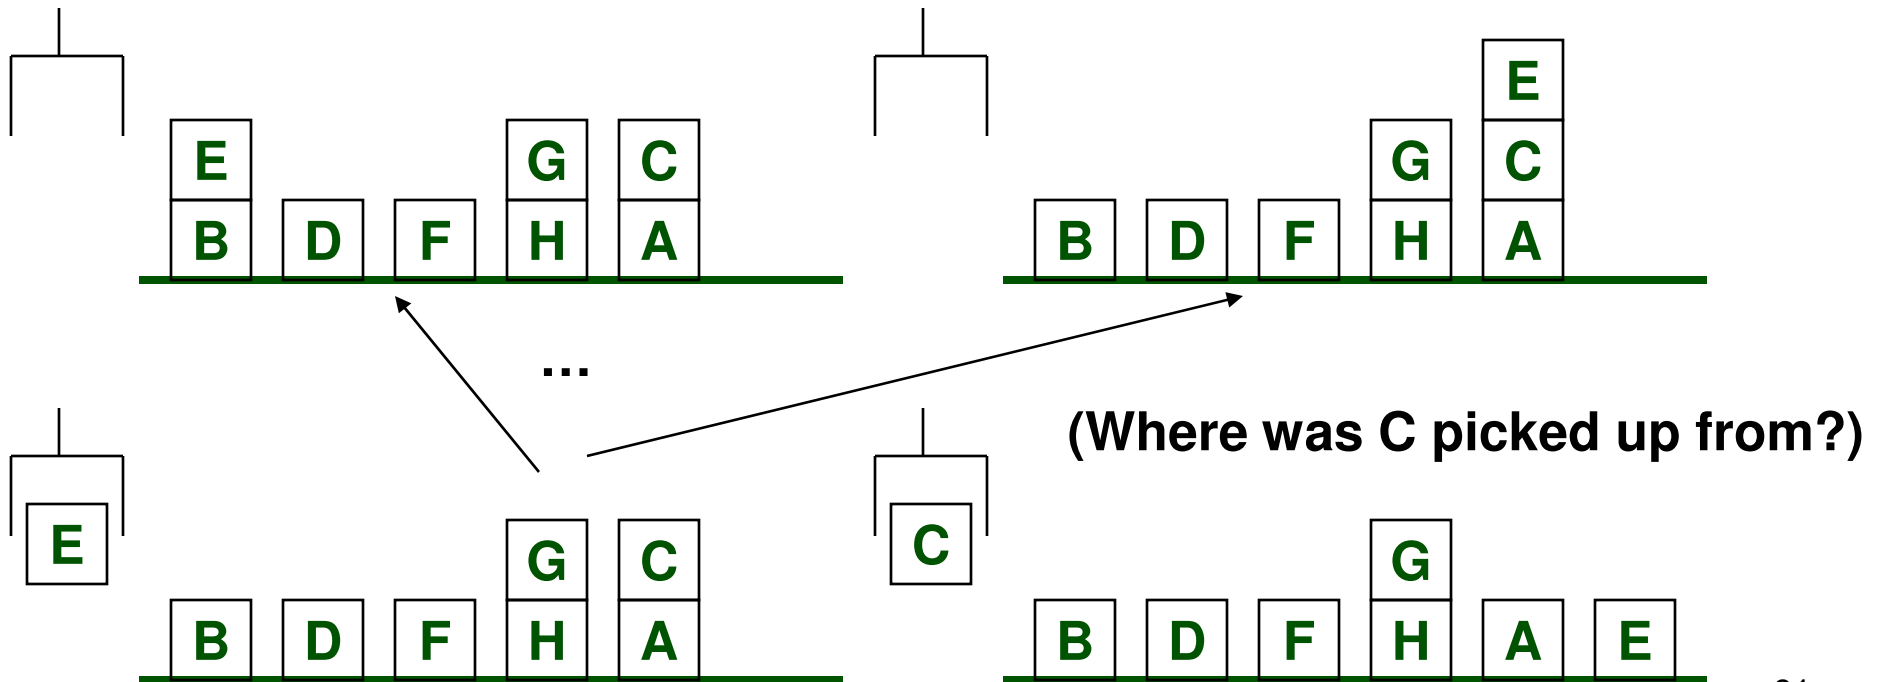 E
E G C G C
B D F H A B D F H A
...
(Where was C picked up from?)
E G C C G
B D F H A B D F H A E